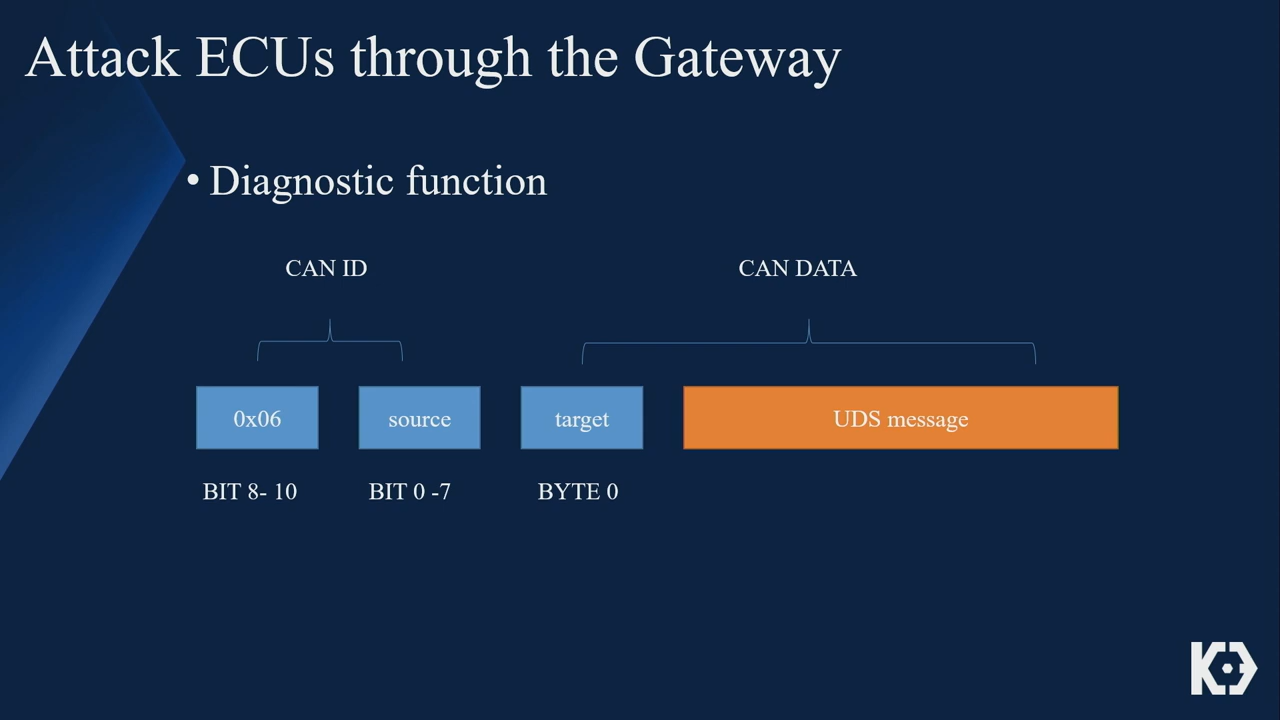 Attack ECUs through the Gateway
• Diagnostic function
CAN ID
CAN DATA
0x06
source
target
UDS message
BIT 8- 10
BIT 0 -7
BYTE 0